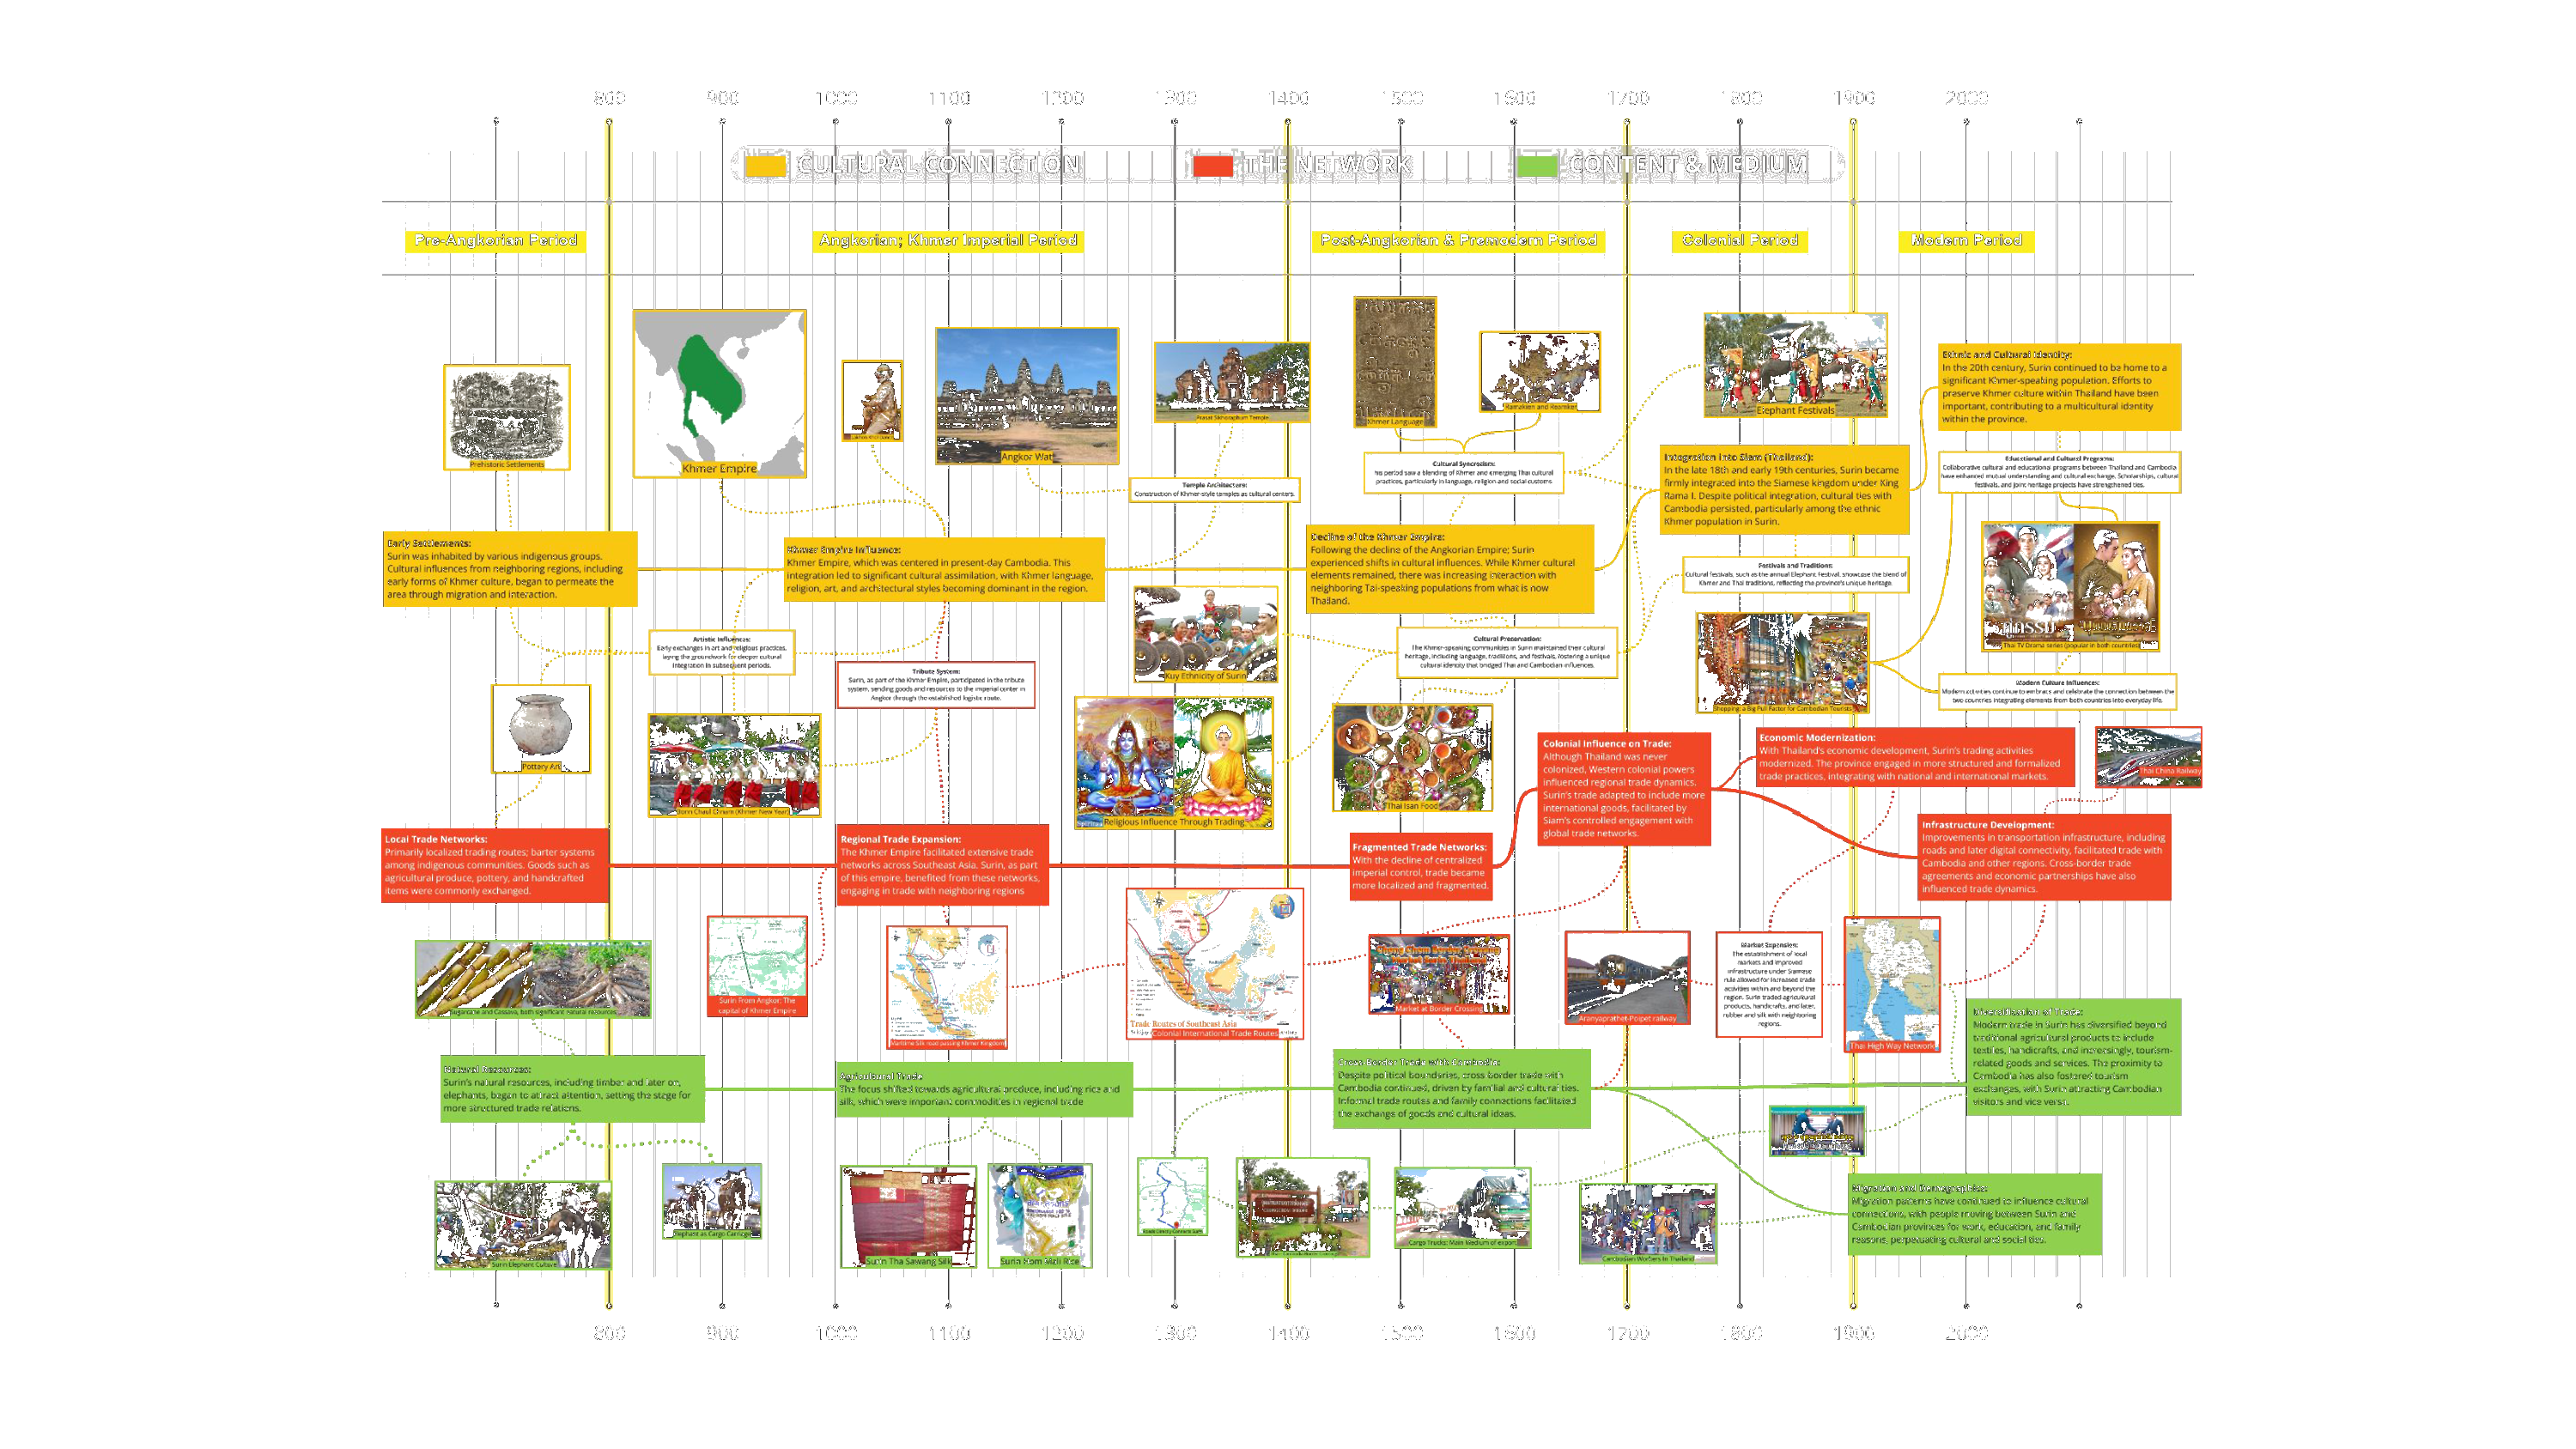 800 900 1000 1100 1200 1300 1400 1500 1600 1700 1800 1900 2000
CULTURAL CONNECTION
THE NETWORK
CONTENT & MEDIUM
Pre-Angkorian Period
Angkorian; Khmer Imperial Period
Post-Angkorian & Premodern Period
Colonial Period
Modern Period
Prehistoric Settlements
Khmer Empire
Angkor Wat
Khmer Language
Ramakien and Reamker
Elephant Festivals
Ethnic and Cultural Identity:
In the 20th century, Surin continued to be home to a
significant Khmer-speaking population. Efforts to
preserve Khmer culture within Thailand have been
important, contributing to a multicultural identity
within the province.
Temple Architecture:
Construction of Khmer-style temples as cultural centers.
Cultural Syncretism:
his period saw a blending of Khmer and emerging Thai cultural
practices, particularly in language, religion and social customs
Integration into Siam (Thailand):
In the late 18th and early 19th centuries, Surin became
firmly integrated into the Siamese kingdom under King
Rama I. Despite political integration, cultural ties with
Cambodia persisted, particularly among the ethnic
Khmer population in Surin.
Educational and Cultural Programs:
Collaborative cultural and educational programs between Thailand and Cambodia
have enhanced mutual understanding and cultural exchange. Scholarships, cultural
festivals, and joint heritage projects have strengthened ties.
Early Settlements:
Surin was inhabited by various indigenous groups.
Cultural influences from neighboring regions, including
early forms of Khmer culture, began to permeate the
area through migration and interaction.
Khmer Empire Influence:
Khmer Empire, which was centered in present-day Cambodia. This
integration led to significant cultural assimilation, with Khmer language,
religion, art, and architectural styles becoming dominant in the region.
Decline of the Khmer Empire:
Following the decline of the Angkorian Empire; Surin
experienced shifts in cultural influences. While Khmer cultural
elements remained, there was increasing interaction with
neighboring Tai-speaking populations from what is now
Thailand.
Festivals and Traditions:
Cultural festivals, such as the annual Elephant Festival, showcase the blend of
Khmer and Thai traditions, reflecting the province's unique heritage.
Thai TV Drama series (popular in both countries)
Artistic Influences:
Early exchanges in art and religious practices,
laying the groundwork for deeper cultural
integration in subsequent periods.
Tribute System:
Surin, as part of the Khmer Empire, participated in the tribute
system, sending goods and resources to the imperial center in
Angkor through the established logistic route.
Kuy Ethnicity of Surin
Cultural Preservation:
The Khmer-speaking communities in Surin maintained their cultural
heritage, including language, traditions, and festivals, fostering a unique
cultural identity that bridged Thai and Cambodian influences.
Shopping: a Big Pull Factor for Cambodian Tourists
Modern Culture Influences:
Modern activities continue to embrace and celebrate the connection between the
two countries integrating elements from both countries into everyday life.
Pottery Art
Religious Influence Through Trading
Thai Isan Food
Colonial Influence on Trade:
Although Thailand was never
colonized, Western colonial powers
influenced regional trade dynamics.
Surin's trade adapted to include more
international goods, facilitated by
Siam's controlled engagement with
global trade networks.
Economic Modernization:
With Thailand's economic development, Surin's trading activities
modernized. The province engaged in more structured and formalized
trade practices, integrating with national and international markets.
Thai China Railway
Local Trade Networks:
Primarily localized trading routes; barter systems
among indigenous communities. Goods such as
agricultural produce, pottery, and handcrafted
items were commonly exchanged.
Regional Trade Expansion:
The Khmer Empire facilitated extensive trade
networks across Southeast Asia. Surin, as part
of this empire, benefited from these networks,
engaging in trade with neighboring regions
Fragmented Trade Networks:
With the decline of centralized
imperial control, trade became
more localized and fragmented.
Infrastructure Development:
Improvements in transportation infrastructure, including
roads and later digital connectivity, facilitated trade with
Cambodia and other regions. Cross-border trade
agreements and economic partnerships have also
influenced trade dynamics.
Sugarcane and Cassava, both significant natural resources
Surin From Angkor: The
capital of Khmer Empire
Maritime Silk road passing Khmer Kingdom
Trade Routes of Southeast Asia
Colonial International Trade Routes
Market at Border Crossing
Aranyaprathet-Poipet railway
Market Expansion:
The establishment of local
markets and improved
infrastructure under Siamese
rule allowed for increased trade
activities within and beyond the
region. Surin traded agricultural
products, handicrafts, and later,
rubber and silk with neighboring
regions.
Thai High Way Network
Diversification of Trade:
Modern trade in Surin has diversified beyond
traditional agricultural products to include
textiles, handicrafts, and increasingly, tourism-
related goods and services. The proximity to
Cambodia has also fostered tourism
exchanges, with Surin attracting Cambodian
visitors and vice versa.
Natural Resources:
Surin's natural resources, including timber and later on,
elephants, began to attract attention, setting the stage for
more structured trade relations.
Agricultural Trade
The focus shifted towards agricultural produce, including rice and
silk, which were important commodities in regional trade
Cross Border Trade with Cambodia:
Despite political boundaries, cross border trade with
Cambodia continued, driven by familial and cultural ties.
Informal trade routes and family connections facilitated
the exchange of goods and cultural ideas.
Surin Elephant Culture
Elephant as Cargo Carriage
Surin Tha Sawang Silk
Surin Hom Mali Rice
Cargo Trucks: Main Medium of export
Cambodian Workers in Thailand
Migration and Demographics:
Migration patterns have continued to influence cultural
connections, with people moving between Surin and
Cambodian provinces for work, education, and family
reasons, perpetuating cultural and social ties.
800 900 1000 1100 1200 1300 1400 1500 1600 1700 1800 1900 2000